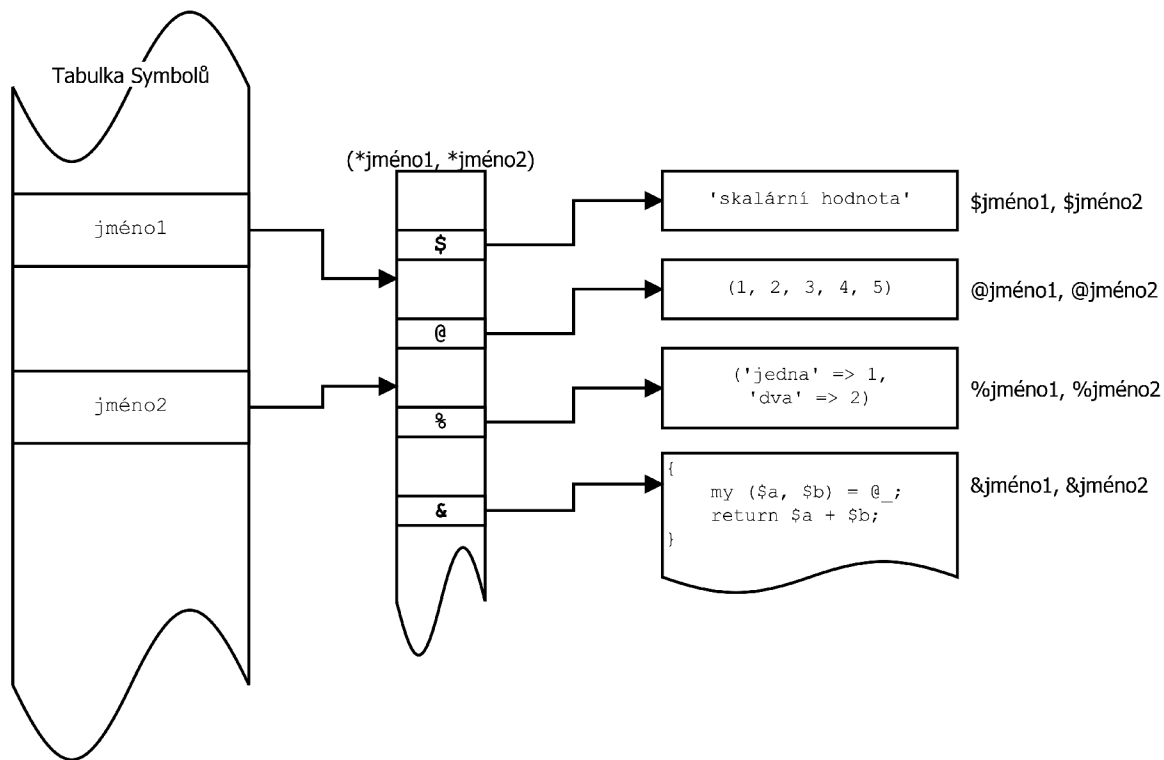 Tabulka Symbolů
(*jméno1, *jméno2)
jméno1
jméno2
$
@
%
&
'skalární hodnota'
$jméno1, $jméno2
(1, 2, 3, 4, 5)
@jméno1, @jméno2
('jedna' => 1,
'dva' => 2)
%jméno1, %jméno2
{
my ($a, $b) = @_;
return $a + $b;
}
&jméno1, &jméno2